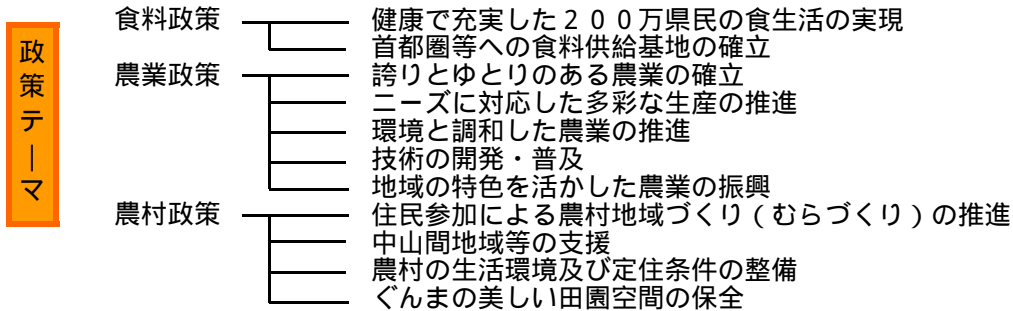 政策テーマ
食料政策 健康で充実した２００万県民の食生活の実現
首都圏等への食料供給基地の確立
農業政策 誇りとゆとりのある農業の確立
ニーズに対応した多彩な生産の推進
環境と調和した農業の推進
技術の開発・普及
地域の特色を活かした農業の振興
農村政策 住民参加による農村地域づくり（むらづくり）の推進
中山間地域等の支援
農村の生活環境及び定住条件の整備
ぐんまの美しい田園空間の保全